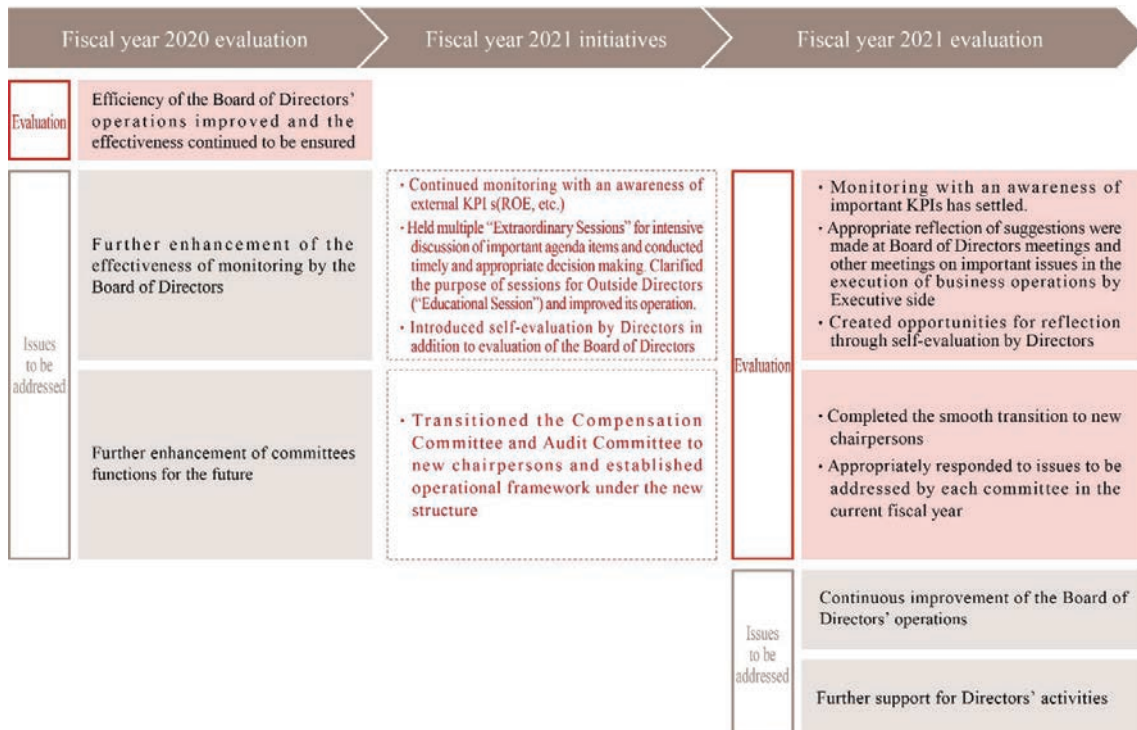 Fiscal year 2020 evaluation
Fiscal year 2021 initiatives
Fiscal year 2021 evaluation
Evaluation
Efficiency of the Board of Directors'
operations improved and the
effectiveness continued to be ensured
Issues
to be
addressed
Further enhancement of the
effectiveness of monitoring by the
Board of Directors
・Continued monitoring with an awareness of
external KPI s(ROE, etc.)
・Held multiple "Extraordinary Sessions" for intensive
discussion of important agenda items and conducted
timely and appropriate decision making. Clarified
the purpose of sessions for Outside Directors
("Educational Session") and improved its operation.
・Introduced self-evaluation by Directors in
addition to evaluation of the Board of Directors
Evaluation
・Monitoring with an awareness of
important KPIs has settled.
・Appropriate reflection of suggestions were
made at Board of Directors meetings and
other meetings on important issues in the
execution of business operations by
Executive side
・Created opportunities for reflection
through self-evaluation by Directors
Further enhancement of committees
functions for the future
・Transitioned the Compensation
Committee and Audit Committee to
new chairpersons and established
operational framework under the new
structure
・Completed the smooth transition to new
chairpersons
・Appropriately responded to issues to be
addressed by each committee in the
current fiscal year
Issues
to be
addressed
Continuous improvement of the Board of
Directors' operations
Further support for Directors' activities